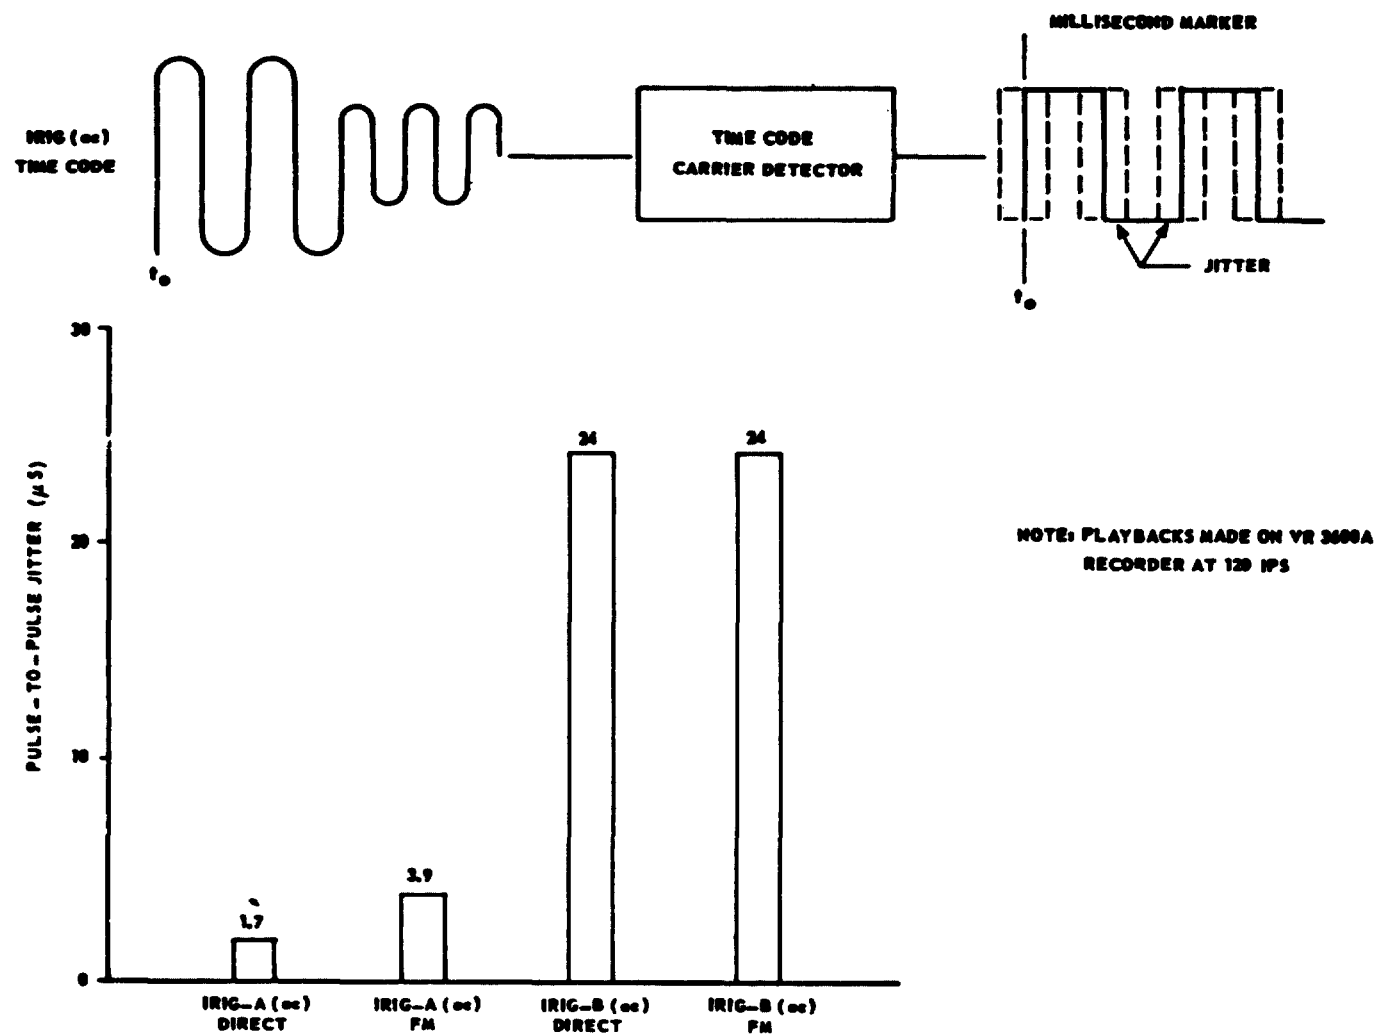 MILLISECOND MARKER
IRIG (ac)
TIME CODE
TIME CODE
CARRIER DETECTOR
JITTER
t₀
t₀
30
20
10
0
PULSE-TO-PULSE JITTER (μS)
1.7
3.9
24
24
NOTE: PLAYBACKS MADE ON VR 3600A
RECORDER AT 120 IPS
IRIG-A (ac)
DIRECT
IRIG-A (ac)
FM
IRIG-B (ac)
DIRECT
IRIG-B (ac)
FM